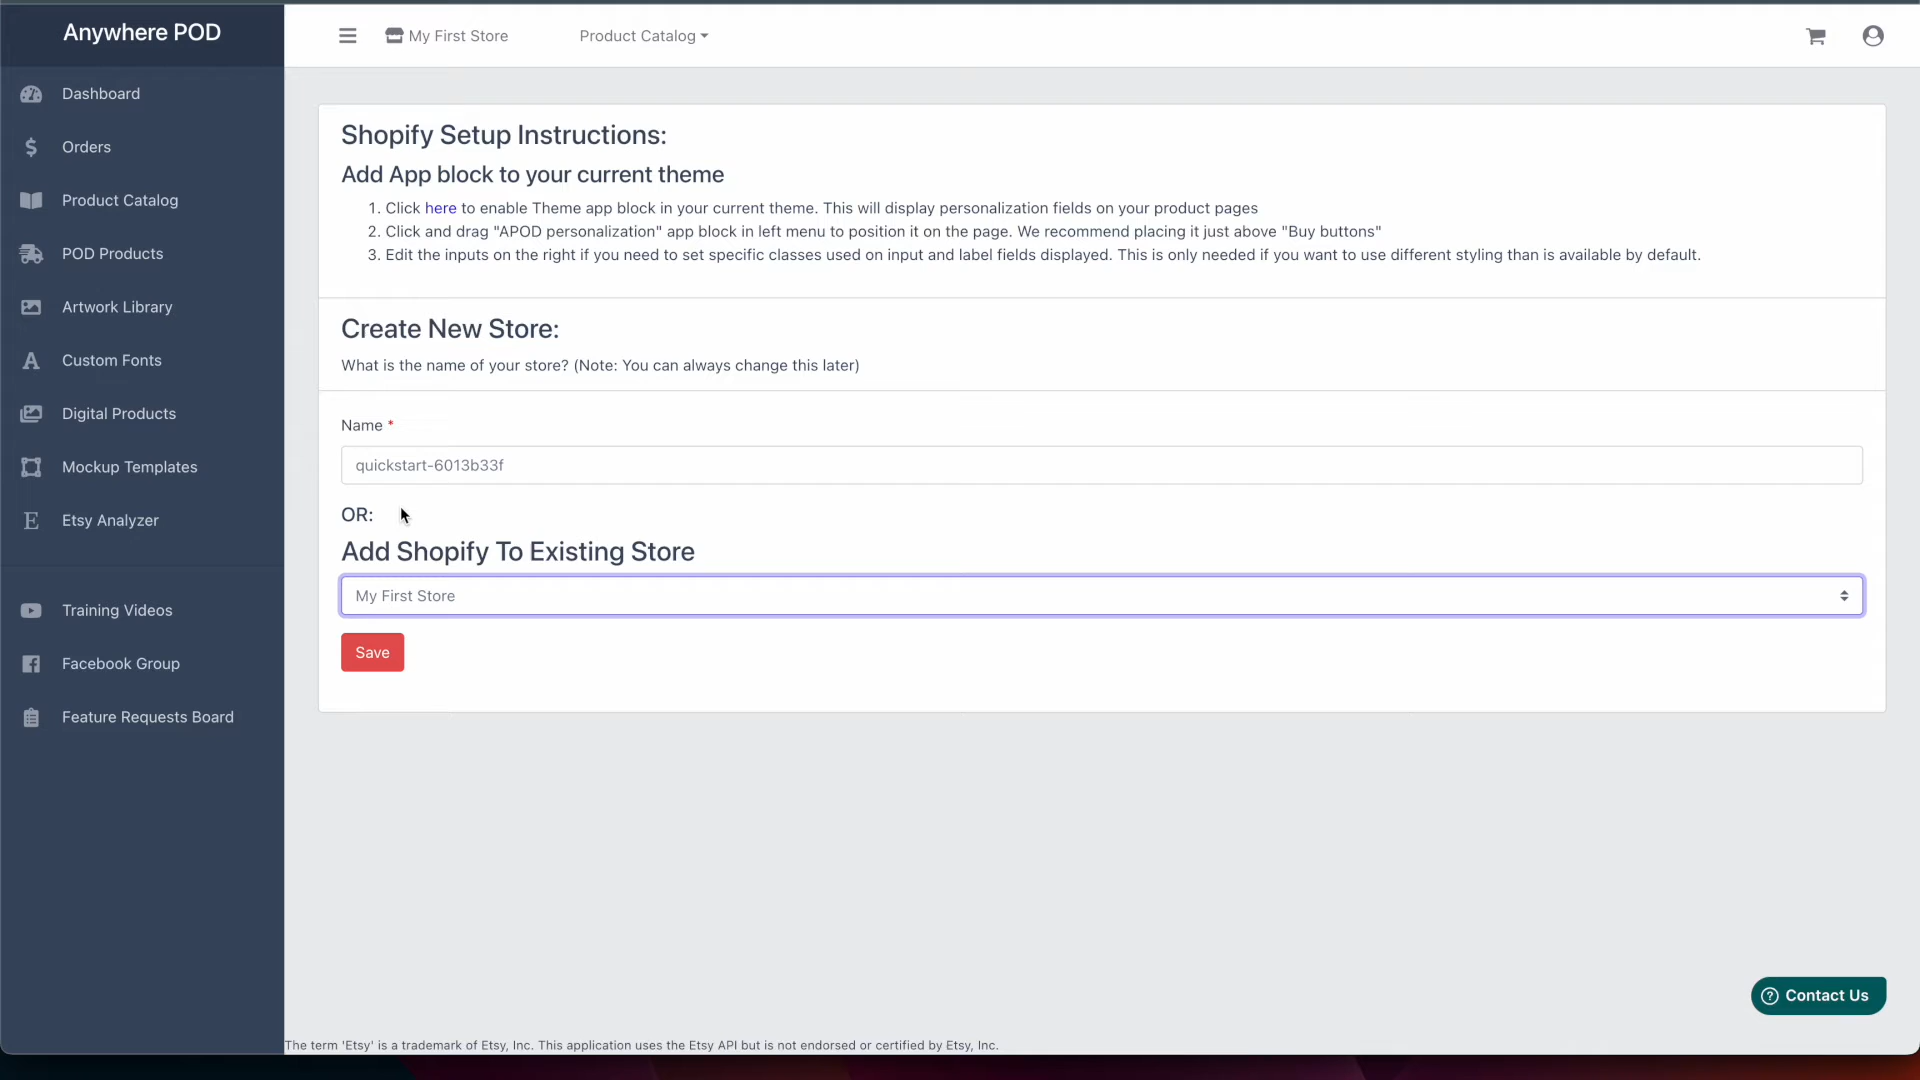 Anywhere POD
My First Store
Product Catalog
Dashboard
Orders
Product Catalog
POD Products
Artwork Library
Custom Fonts
Digital Products
Mockup Templates
Etsy Analyzer
Training Videos
Facebook Group
Feature Requests Board
Shopify Setup Instructions:
Add App block to your current theme
1. Click here to enable Theme app block in your current theme. This will display personalization fields on your product pages
2. Click and drag "APOD personalization" app block in left menu to position it on the page. We recommend placing it just above "Buy buttons"
3. Edit the inputs on the right if you need to set specific classes used on input and label fields displayed. This is only needed if you want to use different styling than is available by default.
Create New Store:
What is the name of your store? (Note: You can always change this later)
Name *
quickstart-6013b33f
OR:
Add Shopify To Existing Store
My First Store
Save
Contact Us
The term 'Etsy' is a trademark of Etsy, Inc. This application uses the Etsy API but is not endorsed or certified by Etsy, Inc.